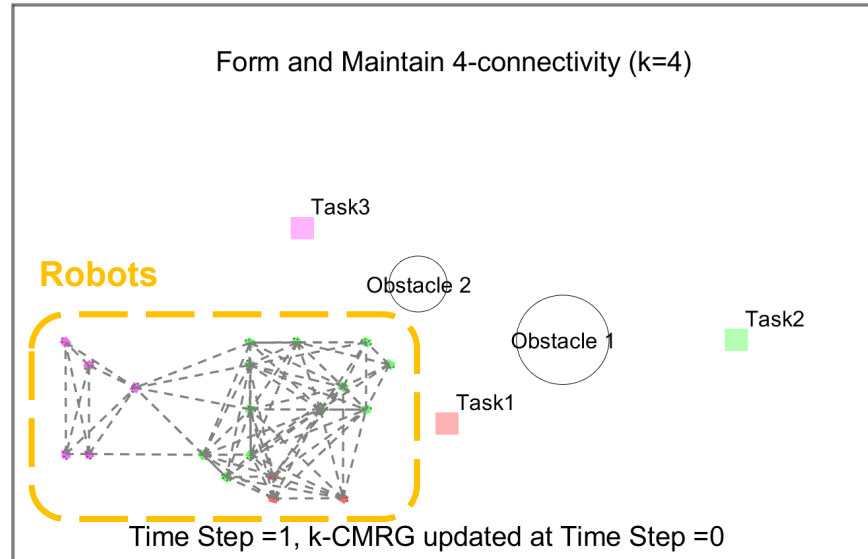 Form and Maintain 4-connectivity (k=4)
Task3
Robots
Obstacle 2
Obstacle 1
Task2
Task1
Time Step =1, k-CMRG updated at Time Step =0